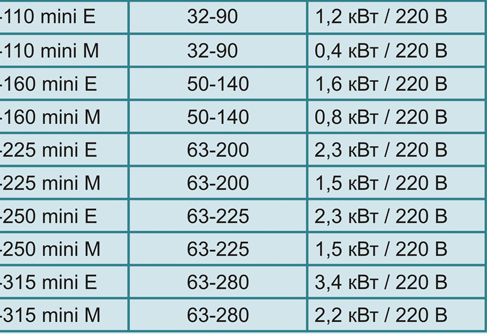 -110 mini E 32-90 1,2 кВт / 220 В
-110 mini M 32-90 0,4 кВт / 220 В
-160 mini E 50-140 1,6 кВт / 220 В
-160 mini M 50-140 0,8 кВт / 220 В
-225 mini E 63-200 2,3 кВт / 220 В
-225 mini M 63-200 1,5 кВт / 220 В
-250 mini E 63-225 2,3 кВт / 220 В
-250 mini M 63-225 1,5 кВт / 220 В
-315 mini E 63-280 3,4 кВт / 220 В
-315 mini M 63-280 2,2 кВт / 220 В